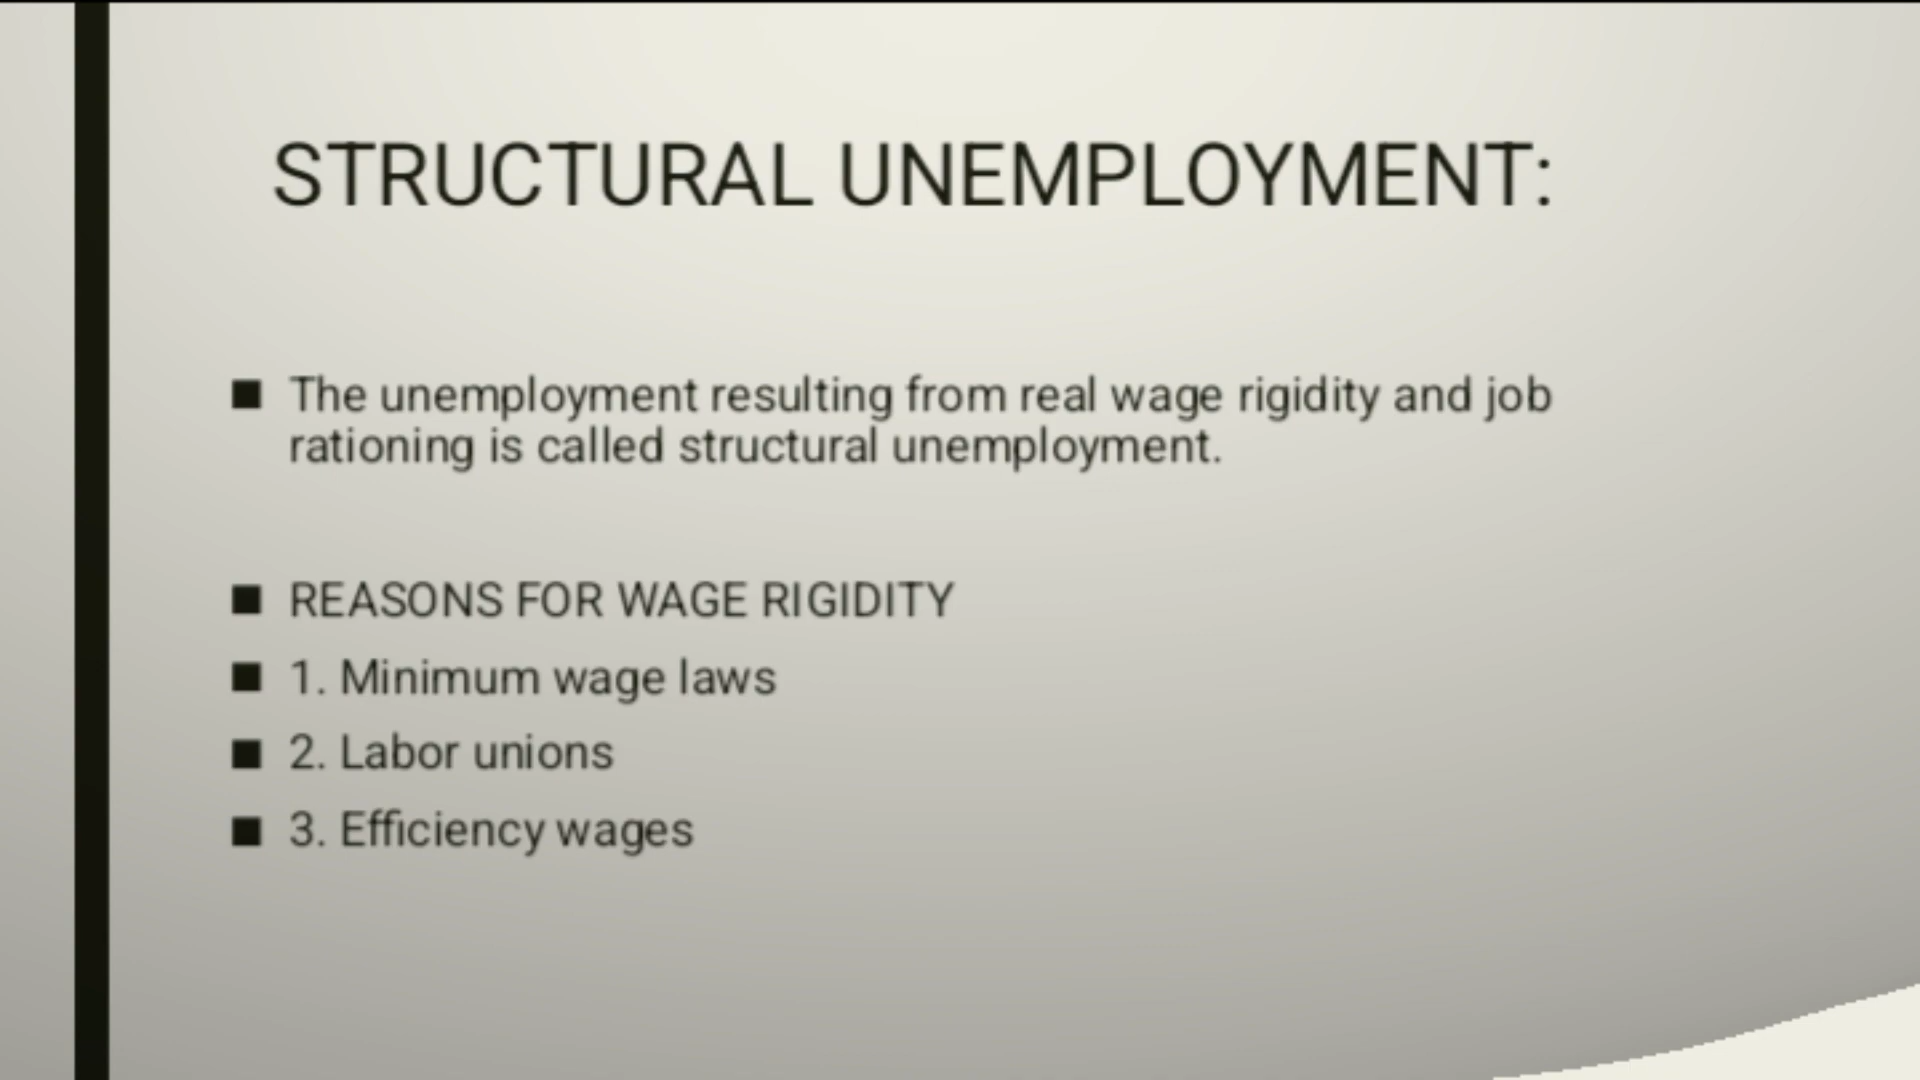 STRUCTURAL UNEMPLOYMENT:
The unemployment resulting from real wage rigidity and job
rationing is called structural unemployment.
REASONS FOR WAGE RIGIDITY
1. Minimum wage laws
2. Labor unions
3. Efficiency wages